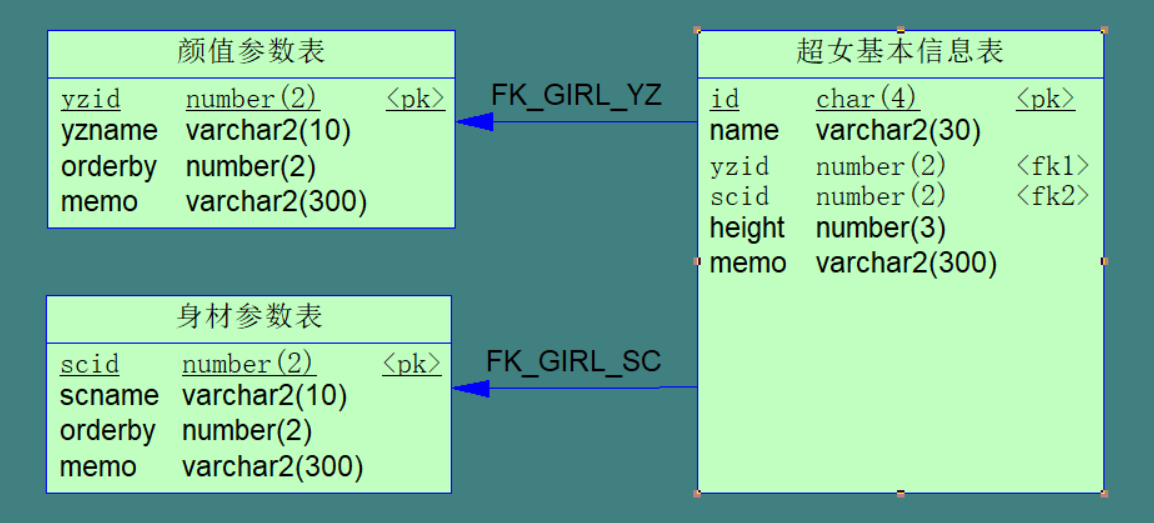 颜值参数表
yzid number(2) <pk>
yzname varchar2(10)
orderby number(2)
memo varchar2(300)
FK_GIRL_YZ
超女基本信息表
id char(4) <pk>
name varchar2(30)
yzid number(2) <fk1>
scid number(2) <fk2>
height number(3)
memo varchar2(300)
身材参数表
scid number(2) <pk>
scname varchar2(10)
orderby number(2)
memo varchar2(300)
FK_GIRL_SC